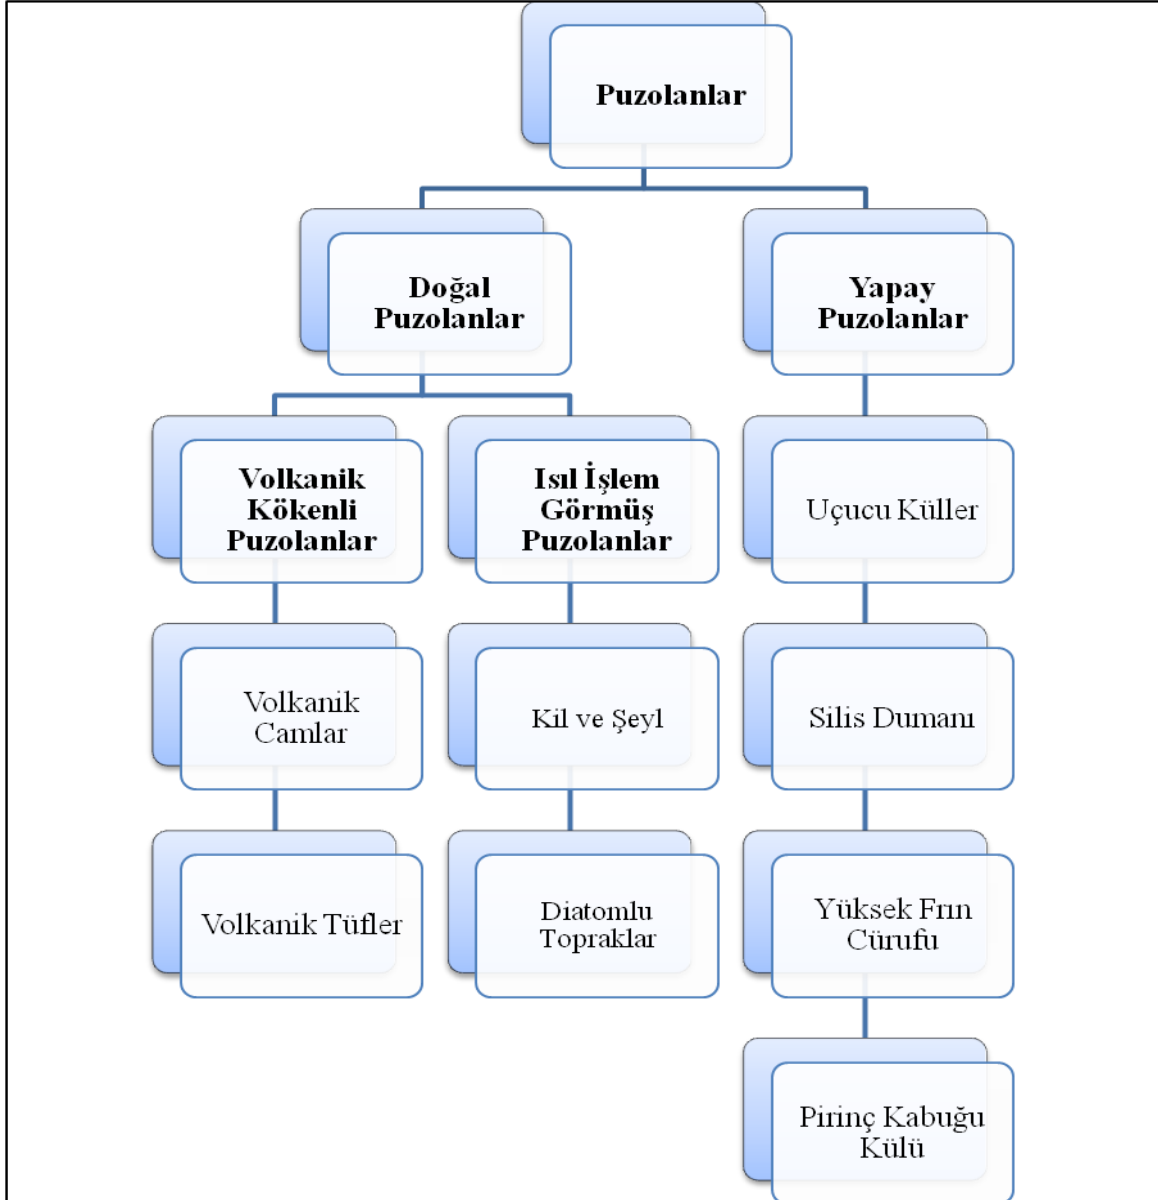 Puzolanlar
Doğal
Puzolanlar
Yapay
Puzolanlar
Volkanik
Kökenli
Puzolanlar
Isıl İşlem
Görmüş
Puzolanlar
Uçucu Küller
Volkanik
Camlar
Kil ve Şeyl
Silis Dumanı
Volkanik Tüfler
Diatomlu
Topraklar
Yüksek Frın
Cürufu
Pirinç Kabuğu
Külü